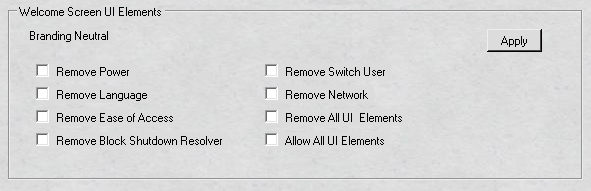 Welcome Screen UI Elements
Branding Neutral
Apply
Remove Power
Remove Switch User
Remove Language
Remove Network
Remove Ease of Access
Remove All UI Elements
Remove Block Shutdown Resolver
Allow All UI Elements